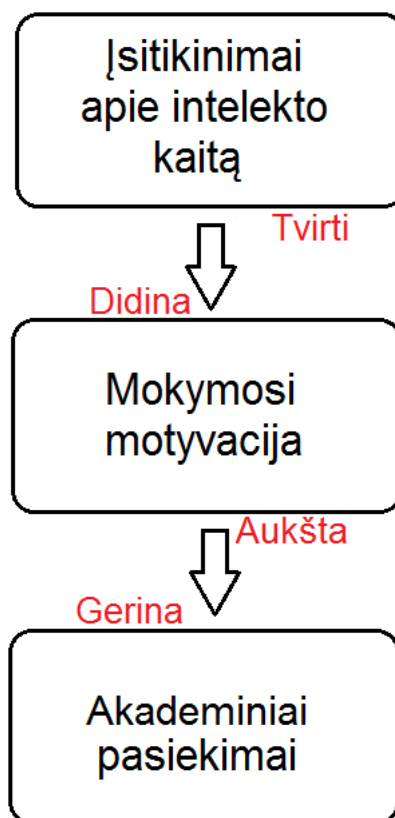 Įsitikinimai
apie intelekto
kaitą
Tvirti
Didina
Mokymosi
motyvacija
Aukšta
Gerina
Akademiniai
pasiekimai